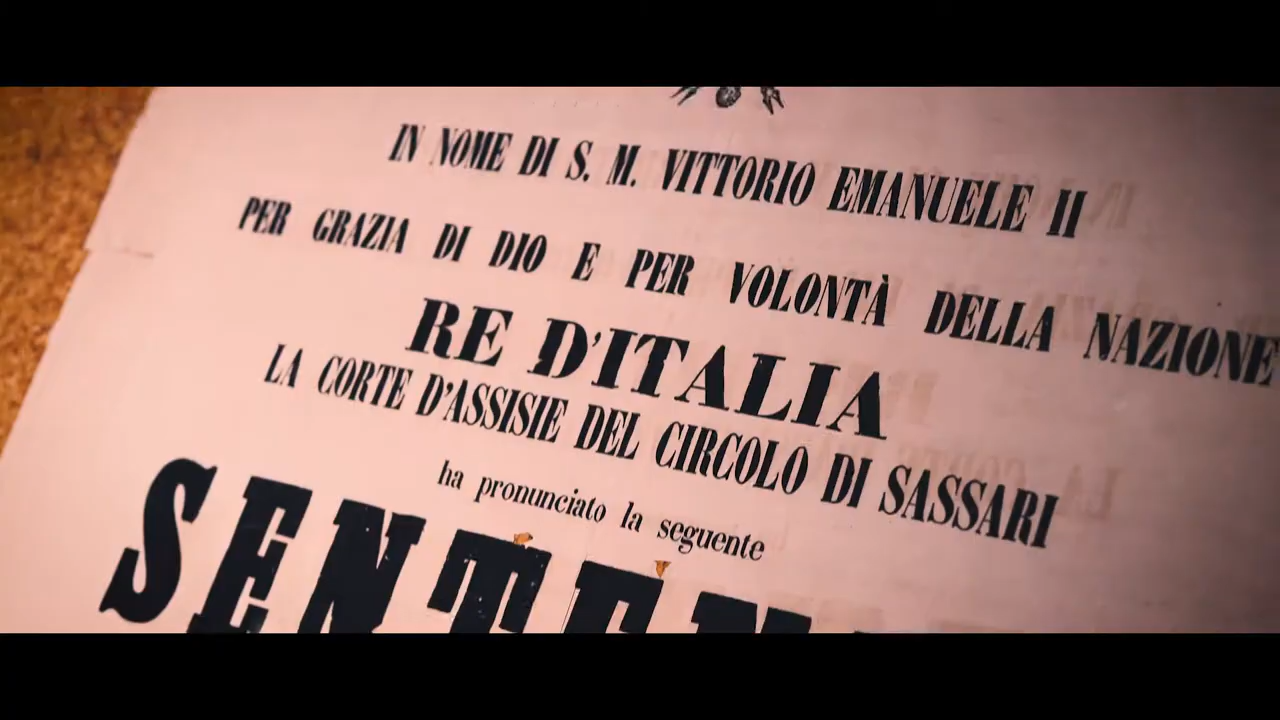 IN NOME DI S. M. VITTORIO EMANUELE II
PER GRAZIA DI DIO E PER VOLONTÀ DELLA NAZIONE
RE D'ITALIA
LA CORTE D'ASSISIE DEL CIRCOLO DI SASSARI
ha pronunciato la seguente
SENTEN